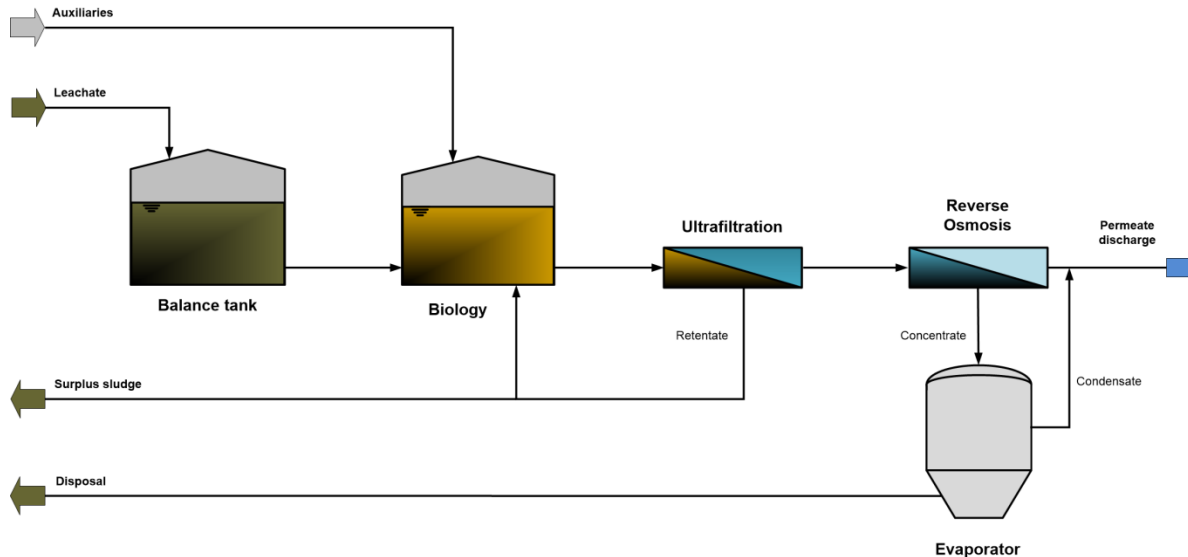 Auxiliaries
Leachate
Balance tank
Biology
Ultrafiltration
Reverse
Osmosis
Permeate
discharge
Retentate
Concentrate
Condensate
Surplus sludge
Disposal
Evaporator